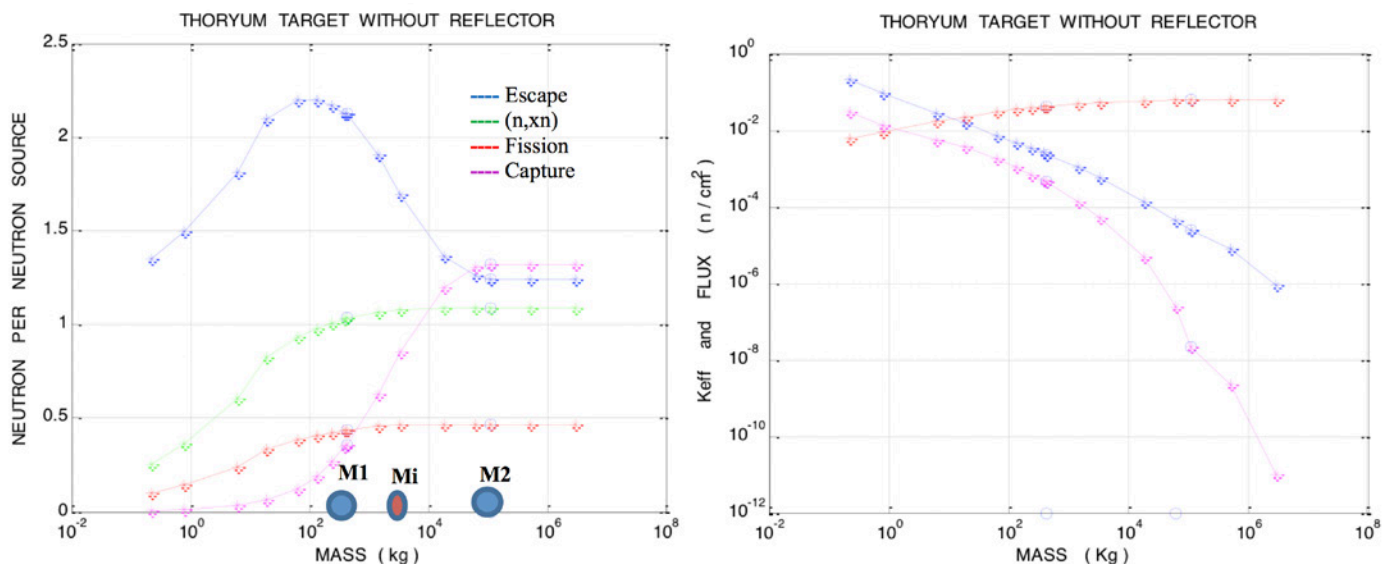 THORYUM TARGET WITHOUT REFLECTOR
2.5
2
1.5
1
0.5
0
NEUTRON PER NEUTRON SOURCE
Escape
(n,xn)
Fission
Capture
M1
Mi
M2
10^-2
10^0
10^2
10^4
10^6
10^8
MASS ( kg )
THORYUM TARGET WITHOUT REFLECTOR
10^0
10^-2
10^-4
10^-6
10^-8
10^-10
10^-12
Keff and FLUX ( n / cm^2 )
10^-2
10^0
10^2
10^4
10^6
10^8
MASS ( Kg )